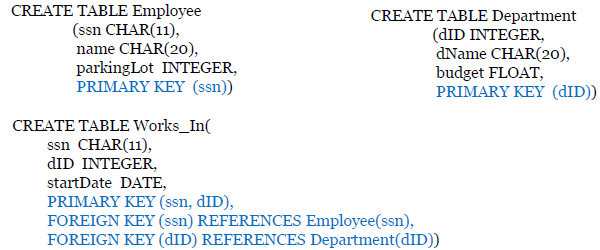 CREATE TABLE Employee
(ssn CHAR(11),
name CHAR(20),
parkingLot INTEGER,
PRIMARY KEY (ssn))
CREATE TABLE Department
(dID INTEGER,
dName CHAR(20),
budget FLOAT,
PRIMARY KEY (dID))
CREATE TABLE Works_In(
ssn CHAR(11),
dID INTEGER,
startDate DATE,
PRIMARY KEY (ssn, dID),
FOREIGN KEY (ssn) REFERENCES Employee(ssn),
FOREIGN KEY (dID) REFERENCES Department(dID))